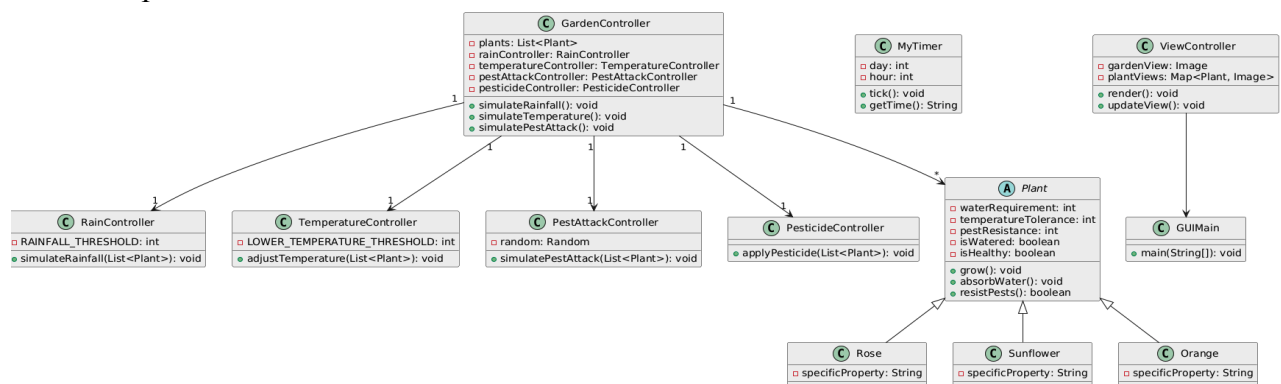 C GardenController
plants: List<Plant>
rainController: RainController
temperatureController: TemperatureController
pestAttackController: PestAttackController
pesticideController: PesticideController
simulateRainfall(): void
simulateTemperature(): void
simulatePestAttack(): void
C MyTimer
day: int
hour: int
tick(): void
getTime(): String
C ViewController
gardenView: Image
plantViews: Map<Plant, Image>
render(): void
updateView(): void
1
1
1
1
1
1
1
1
1
*
C RainController
RAINFALL_THRESHOLD: int
simulateRainfall(List<Plant>): void
C TemperatureController
LOWER_TEMPERATURE_THRESHOLD: int
adjustTemperature(List<Plant>): void
C PestAttackController
random: Random
simulatePestAttack(List<Plant>): void
C PesticideController
applyPesticide(List<Plant>): void
A Plant
waterRequirement: int
temperatureTolerance: int
pestResistance: int
isWatered: boolean
isHealthy: boolean
grow(): void
absorbWater(): void
resistPests(): boolean
C GUIMain
main(String[]): void
C Rose
specificProperty: String
C Sunflower
specificProperty: String
C Orange
specificProperty: String